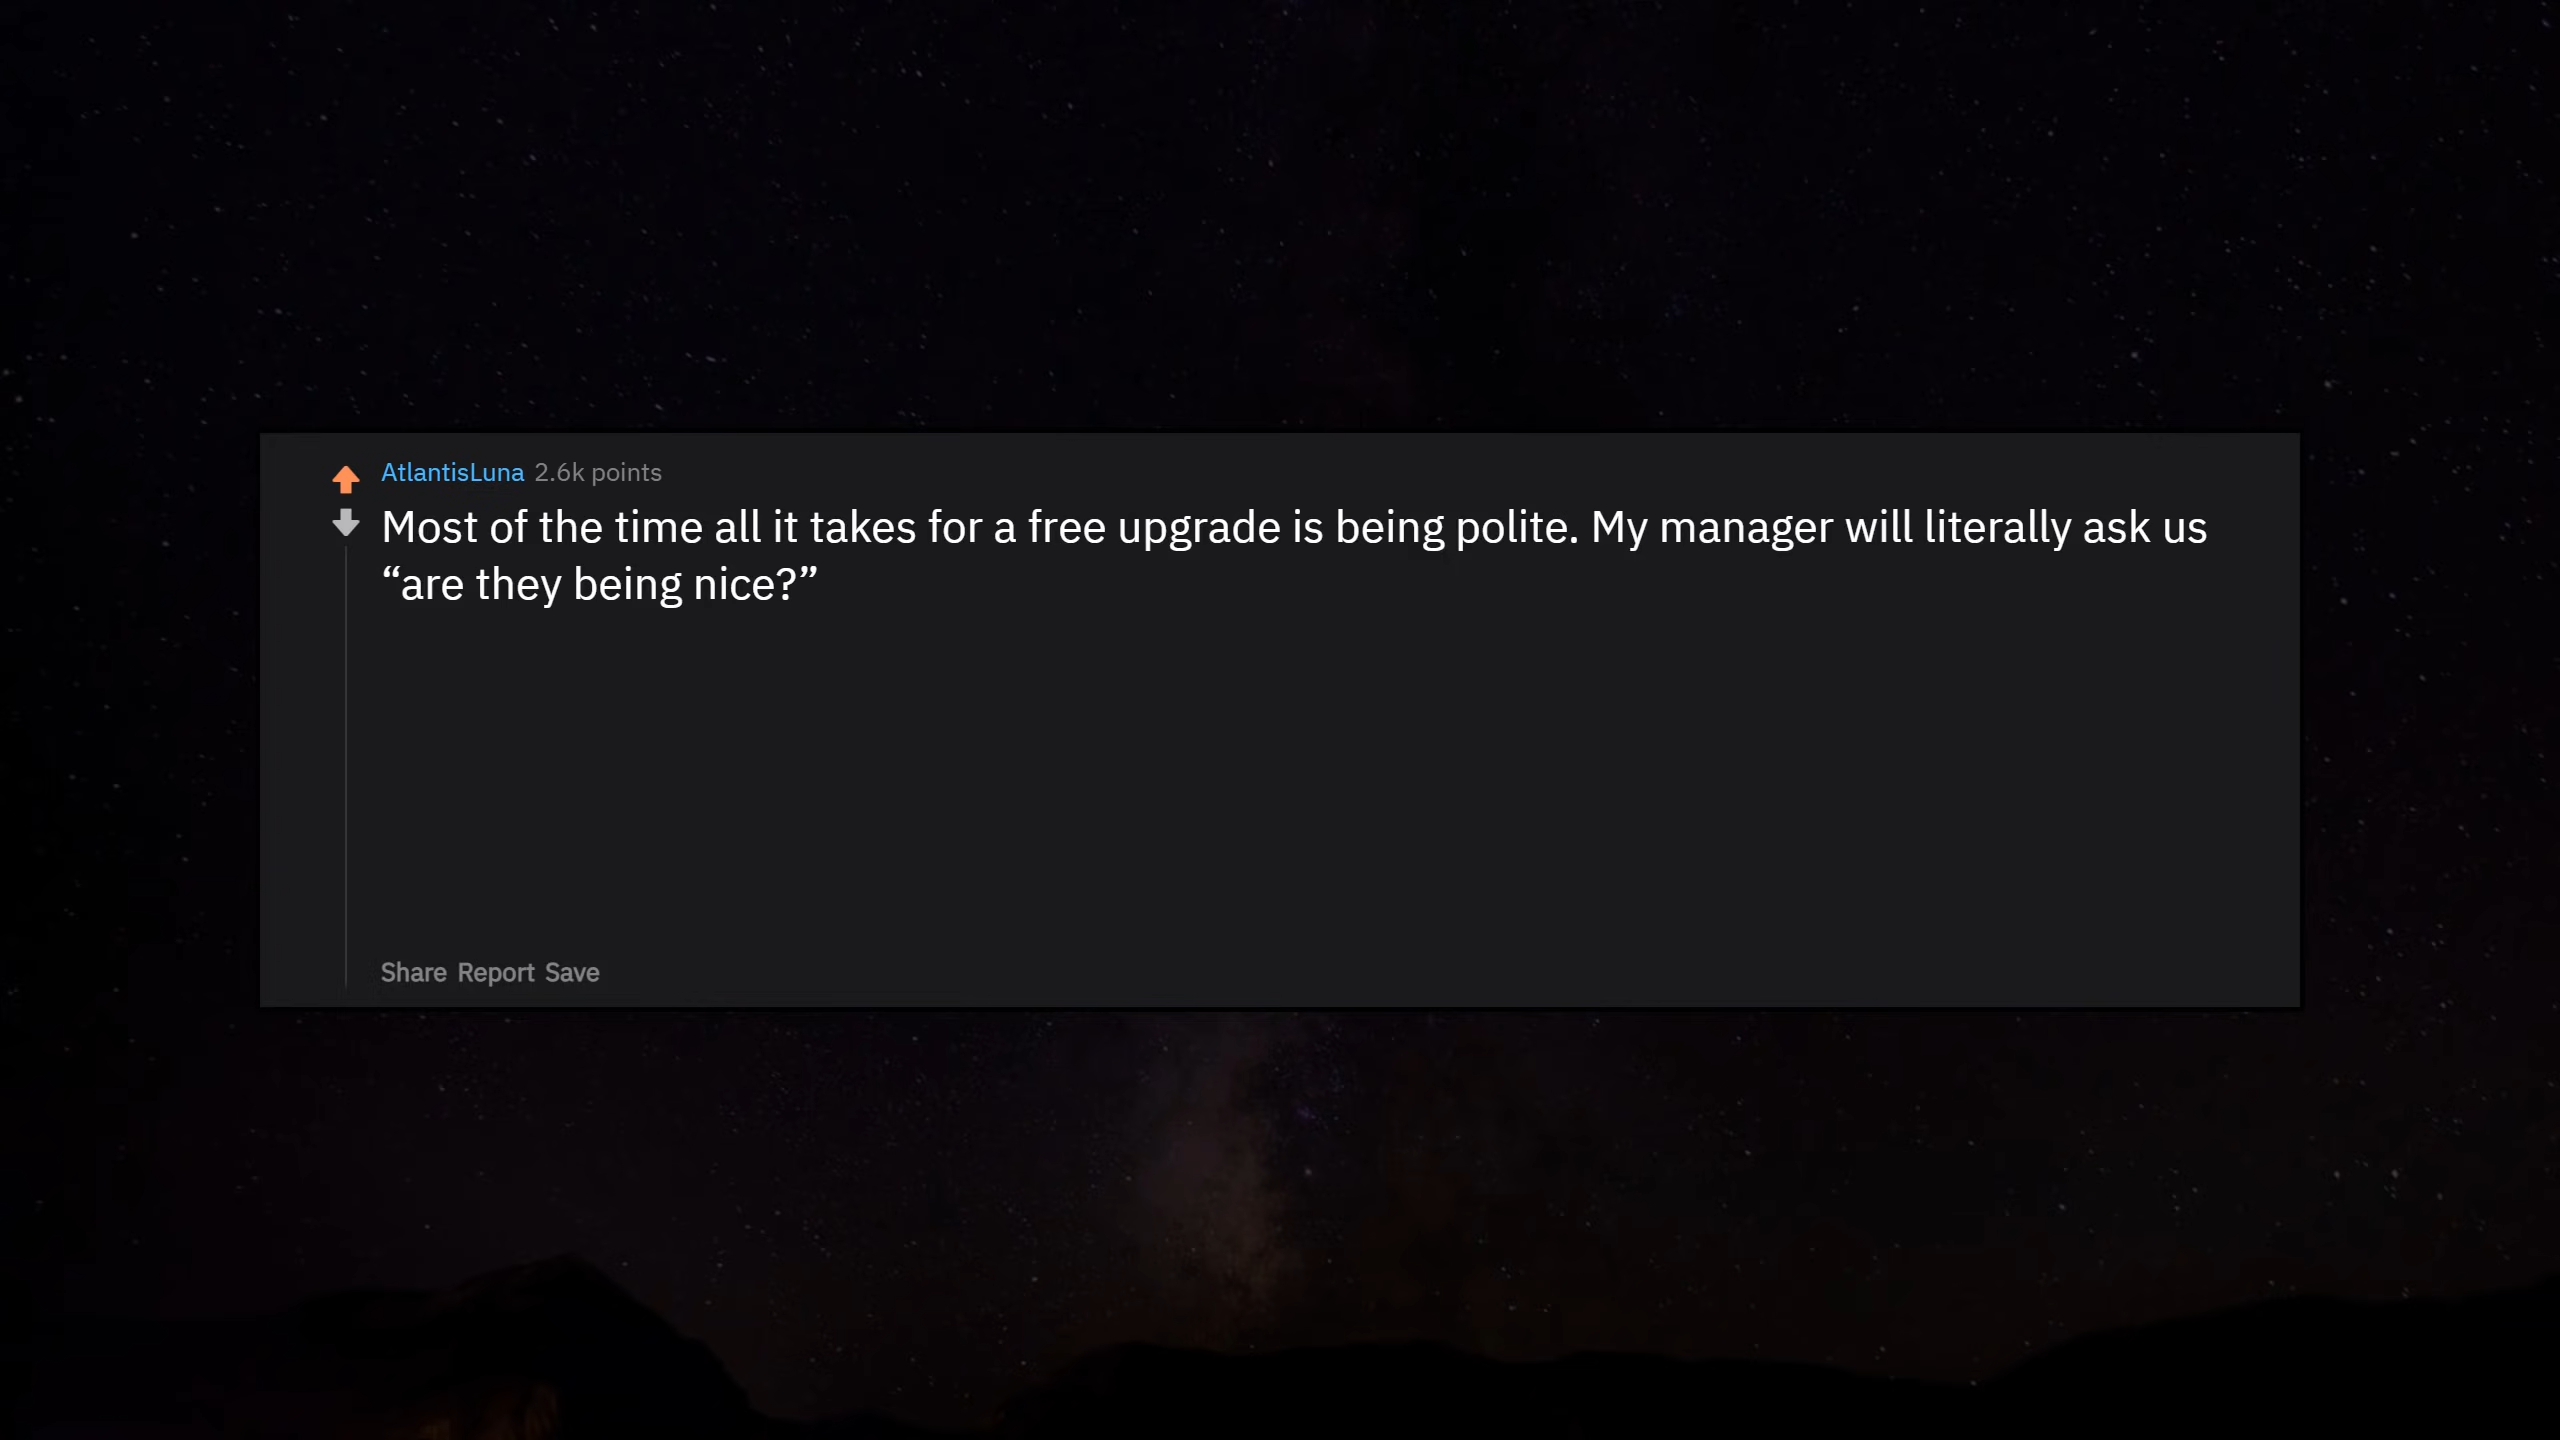 AtlantisLuna 2.6k points
Most of the time all it takes for a free upgrade is being polite. My manager will literally ask us
“are they being nice?”
Share Report Save